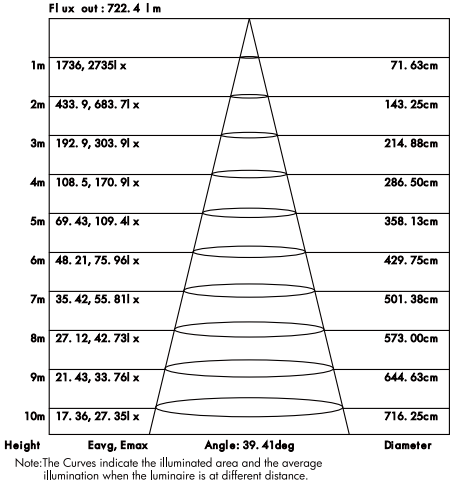 Flux out:722.4 lm
1m 1736, 2735lx 71.63cm
2m 433.9, 683.7lx 143.25cm
3m 192.9, 303.9lx 214.88cm
4m 108.5, 170.9lx 286.50cm
5m 69.43, 109.4lx 358.13cm
6m 48.21, 75.96lx 429.75cm
7m 35.42, 55.81lx 501.38cm
8m 27.12, 42.73lx 573.00cm
9m 21.43, 33.76lx 644.63cm
10m 17.36, 27.35lx 716.25cm
Height Eavg, Emax Angle: 39.41deg Diameter
Note:The Curves indicate the illuminated area and the average
illumination when the luminaire is at different distance.